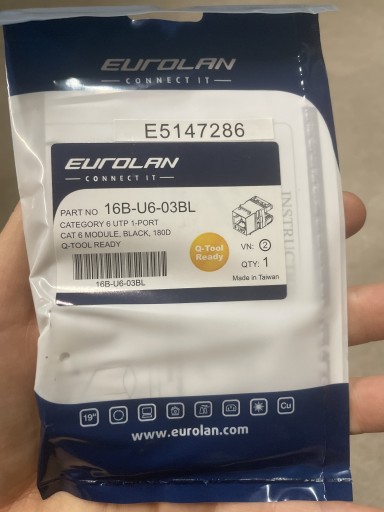 EUROLAN
CONNECT IT
E5147286
EUROLAN
CONNECT IT
PART NO 16B-U6-03BL
CATEGORY 6 UTP 1-PORT
CAT 6 MODULE, BLACK, 180D
Q-TOOL READY
Q-Tool
Ready
VN: 2
QTY: 1
Made in Taiwan
16B-U6-03BL
19"
Cu
www.eurolan.com